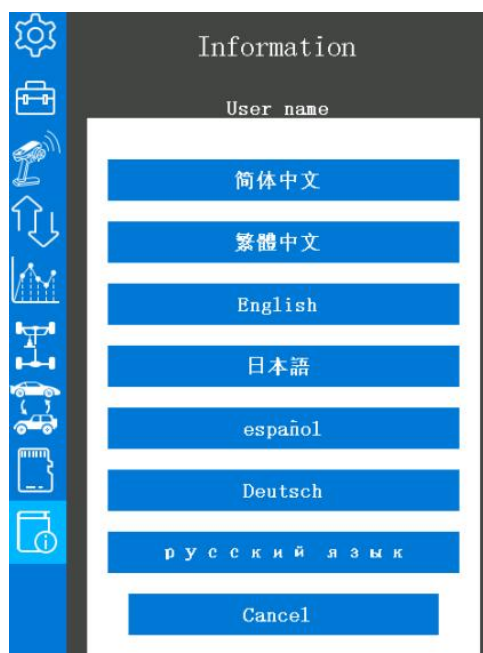 Information
User name
简体中文
繁體中文
English
日本語
español
Deutsch
русский язык
Cancel